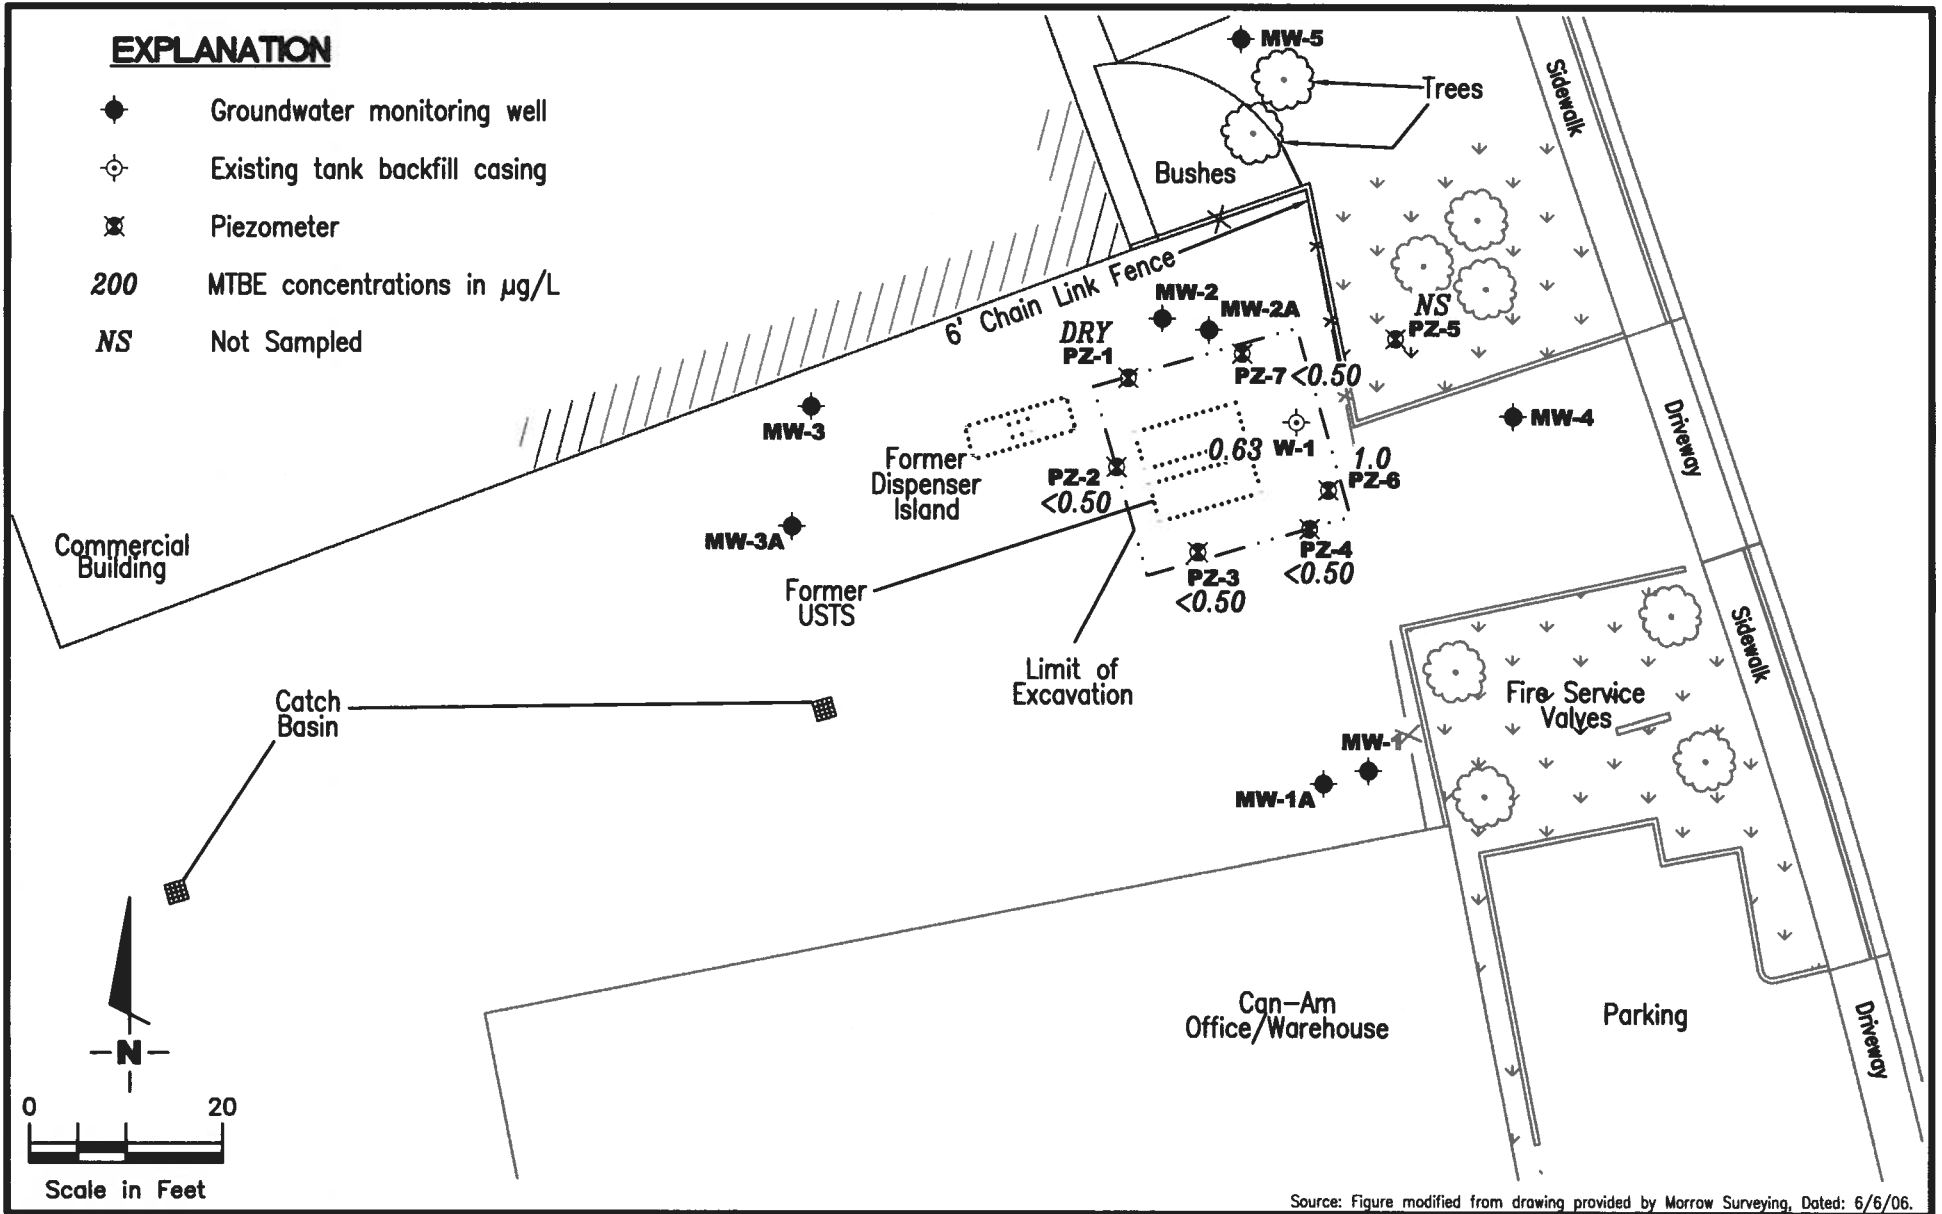 EXPLANATION
Groundwater monitoring well
Existing tank backfill casing
Piezometer
200 MTBE concentrations in µg/L
NS Not Sampled
MW-5
Trees
Sidewalk
Bushes
6' Chain Link Fence
MW-2
MW-2A
DRY
PZ-1
NS
PZ-5
PZ-7 <0.50
MW-3
MW-4
Driveway
Former
Dispenser
Island
0.63 W-1
1.0
PZ-6
PZ-2
<0.50
MW-3A
PZ-4
<0.50
PZ-3
<0.50
Commercial
Building
Former
USTS
Limit of
Excavation
Sidewalk
Fire Service
Valves
Catch
Basin
MW-1
MW-1A
N
Can-Am
Office/Warehouse
Parking
Driveway
0 20
Scale in Feet
Source: Figure modified from drawing provided by Morrow Surveying, Dated: 6/6/06.